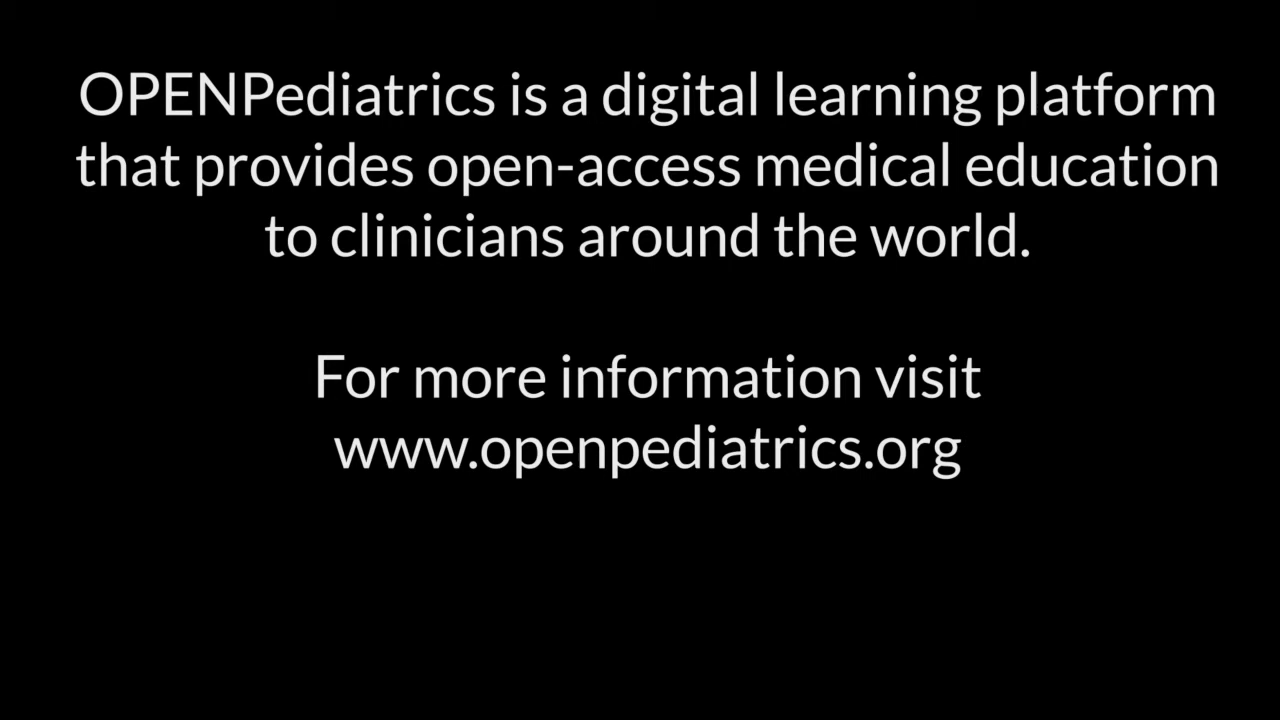 OPENPediatrics is a digital learning platform
that provides open-access medical education
to clinicians around the world.
For more information visit
www.openpediatrics.org